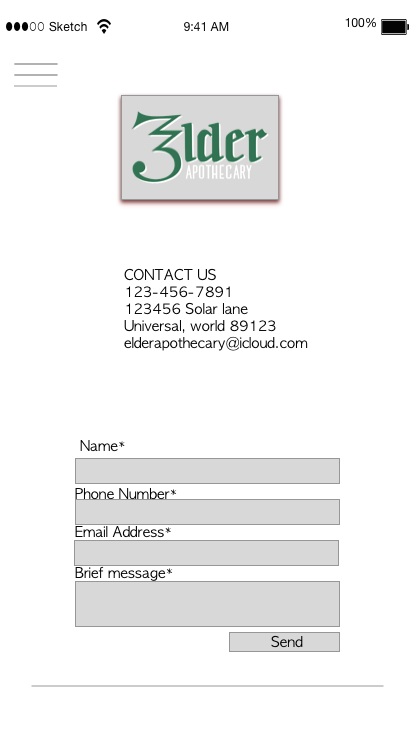 Sketch 9:41 AM 100%
Elder
APOTHECARY
CONTACT US
123-456-7891
123456 Solar lane
Universal, world 89123
elderapothecary@icloud.com
Name*
Phone Number*
Email Address*
Brief message*
Send